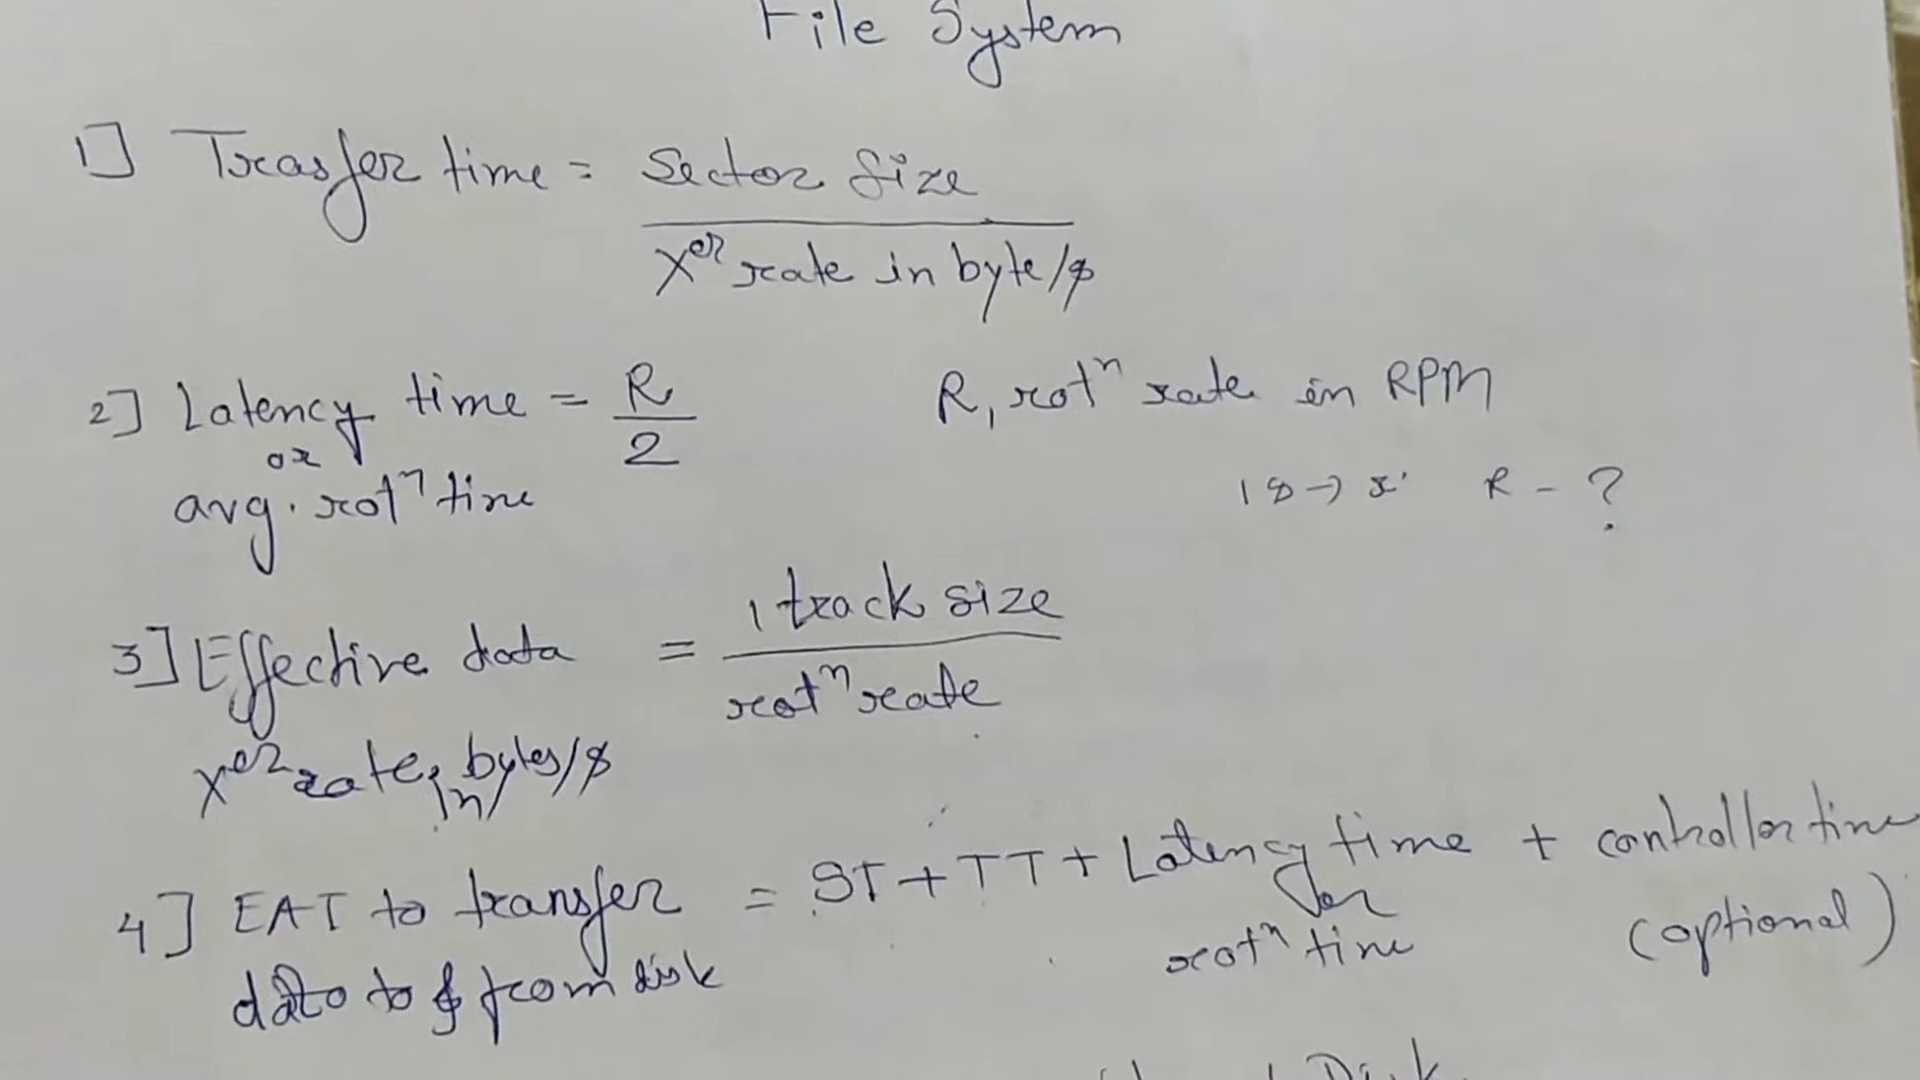 File System
1] Trasfer time = Sector Size
X^er rate in byte/s
2] Latency time = R
2
R, rot^n rate in RPM
or
avg. rot^n time
1s → x R - ?
3] Effective data = 1 track size
rot^n rate
X^er rate, in bytes/s
4] EAT to transfer = ST + TT + Latency time + controllor time
or
data to & from disk
rot^n time
(optional)
Disk